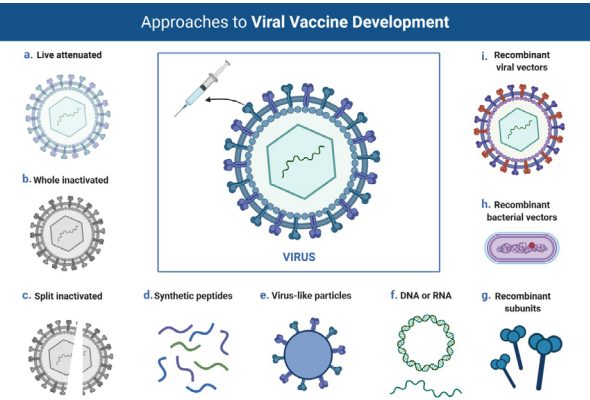 Approaches to Viral Vaccine Development
a. Live attenuated
i. Recombinant
viral vectors
b. Whole inactivated
h. Recombinant
bacterial vectors
VIRUS
c. Split inactivated
d. Synthetic peptides
e. Virus-like particles
f. DNA or RNA
g. Recombinant
subunits